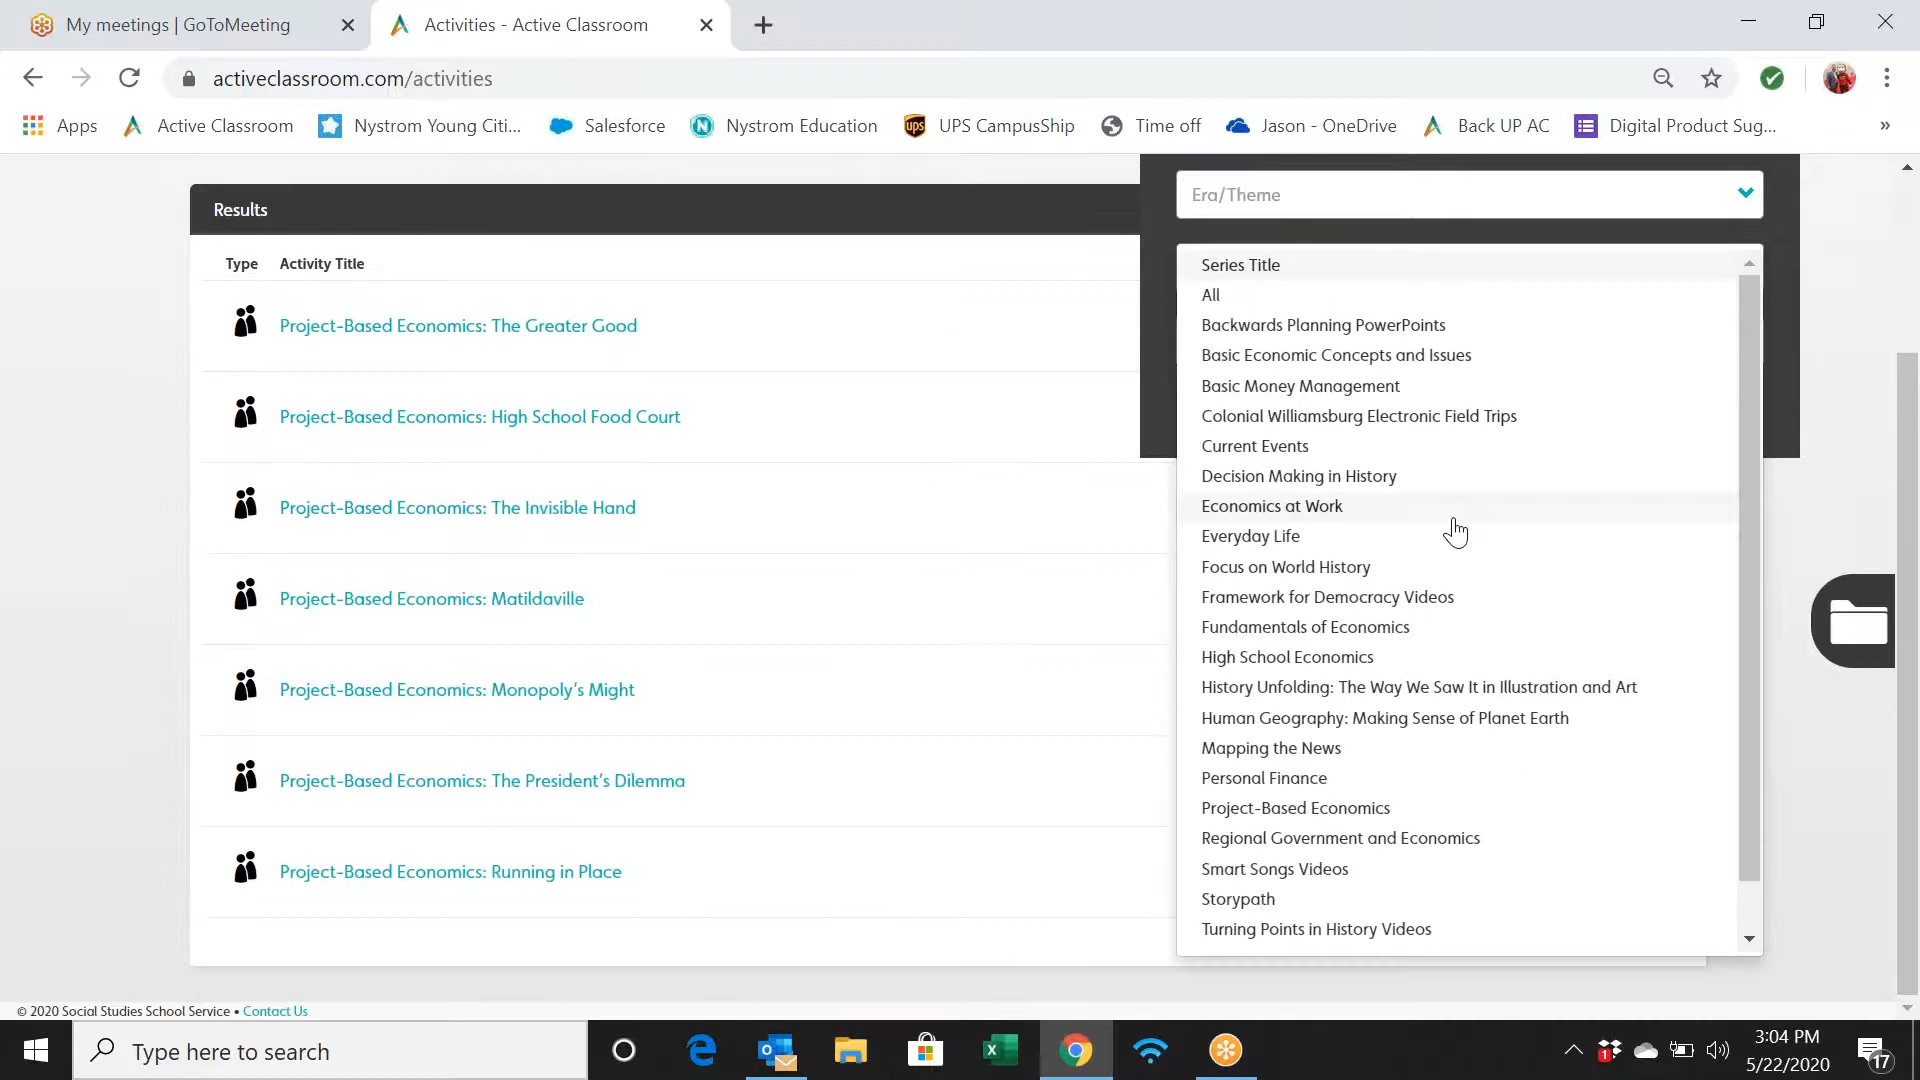 My meetings | GoToMeeting
Activities - Active Classroom
activeclassroom.com/activities
Apps
Active Classroom
Nystrom Young Citi...
Salesforce
Nystrom Education
UPS CampusShip
Time off
Jason - OneDrive
Back UP AC
Digital Product Sug...
»
Results
Type Activity Title
Project-Based Economics: The Greater Good
Project-Based Economics: High School Food Court
Project-Based Economics: The Invisible Hand
Project-Based Economics: Matildaville
Project-Based Economics: Monopoly's Might
Project-Based Economics: The President's Dilemma
Project-Based Economics: Running in Place
Era/Theme
Series Title
All
Backwards Planning PowerPoints
Basic Economic Concepts and Issues
Basic Money Management
Colonial Williamsburg Electronic Field Trips
Current Events
Decision Making in History
Economics at Work
Everyday Life
Focus on World History
Framework for Democracy Videos
Fundamentals of Economics
High School Economics
History Unfolding: The Way We Saw It in Illustration and Art
Human Geography: Making Sense of Planet Earth
Mapping the News
Personal Finance
Project-Based Economics
Regional Government and Economics
Smart Songs Videos
Storypath
Turning Points in History Videos
© 2020 Social Studies School Service • Contact Us
Type here to search
1
3:04 PM
5/22/2020
17